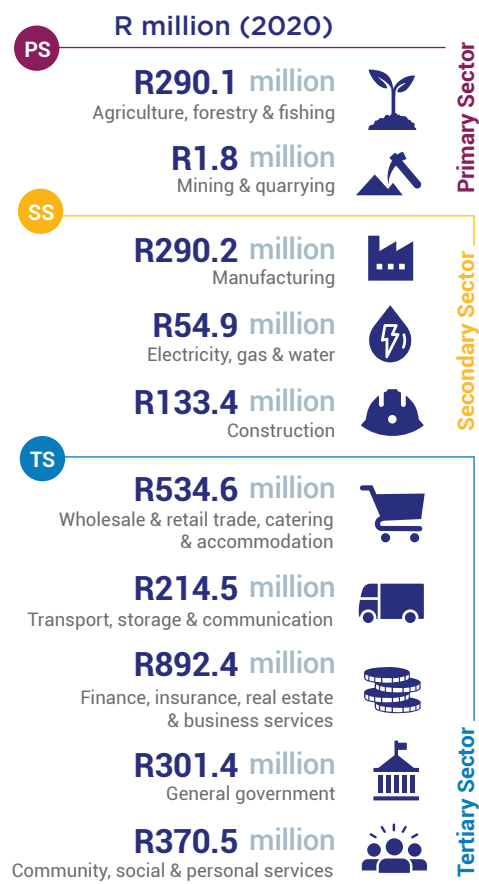 R million (2020)
PS
Primary Sector
R290.1 million
Agriculture, forestry & fishing
R1.8 million
Mining & quarrying
SS
Secondary Sector
R290.2 million
Manufacturing
R54.9 million
Electricity, gas & water
R133.4 million
Construction
TS
Tertiary Sector
R534.6 million
Wholesale & retail trade, catering
& accommodation
R214.5 million
Transport, storage & communication
R892.4 million
Finance, insurance, real estate
& business services
R301.4 million
General government
R370.5 million
Community, social & personal services